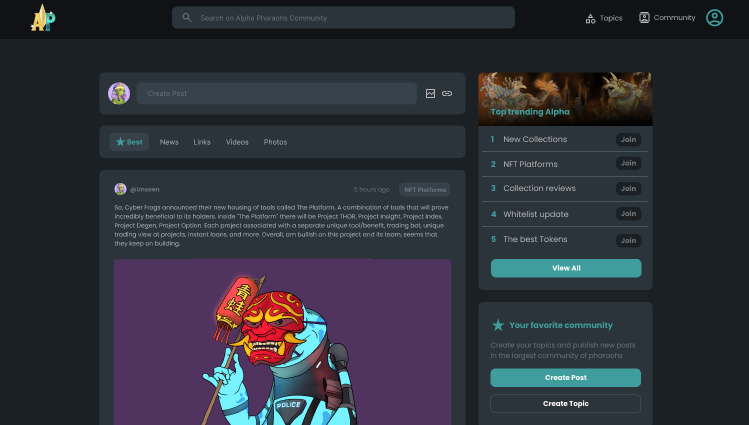 AP
Search on Alpha Pharaohs Community
Topics
Community
Create Post
Best
News
Links
Videos
Photos
@Unseen
5 hours ago
NFT Platforms
So, Cyber Frogs announced their new housing of tools called The Platform. A combination of tools that will prove
incredibly beneficial to its holders. Inside "The Platform" there will be Project THOR, Project Insight, Project Index,
Project Degen, Project Option. Each project associated with a separate unique tool/benefit, trading bot, unique
trading view at projects, instant loans, and more. Overall, am bullish on this project and its team, seems that
they keep on building.
POLICE
Top trending Alpha
1 New Collections Join
2 NFT Platforms Join
3 Collection reviews Join
4 Whitelist update Join
5 The best Tokens Join
View All
Your favorite community
Create your topics and publish new posts
in the largest community of pharaohs
Create Post
Create Topic